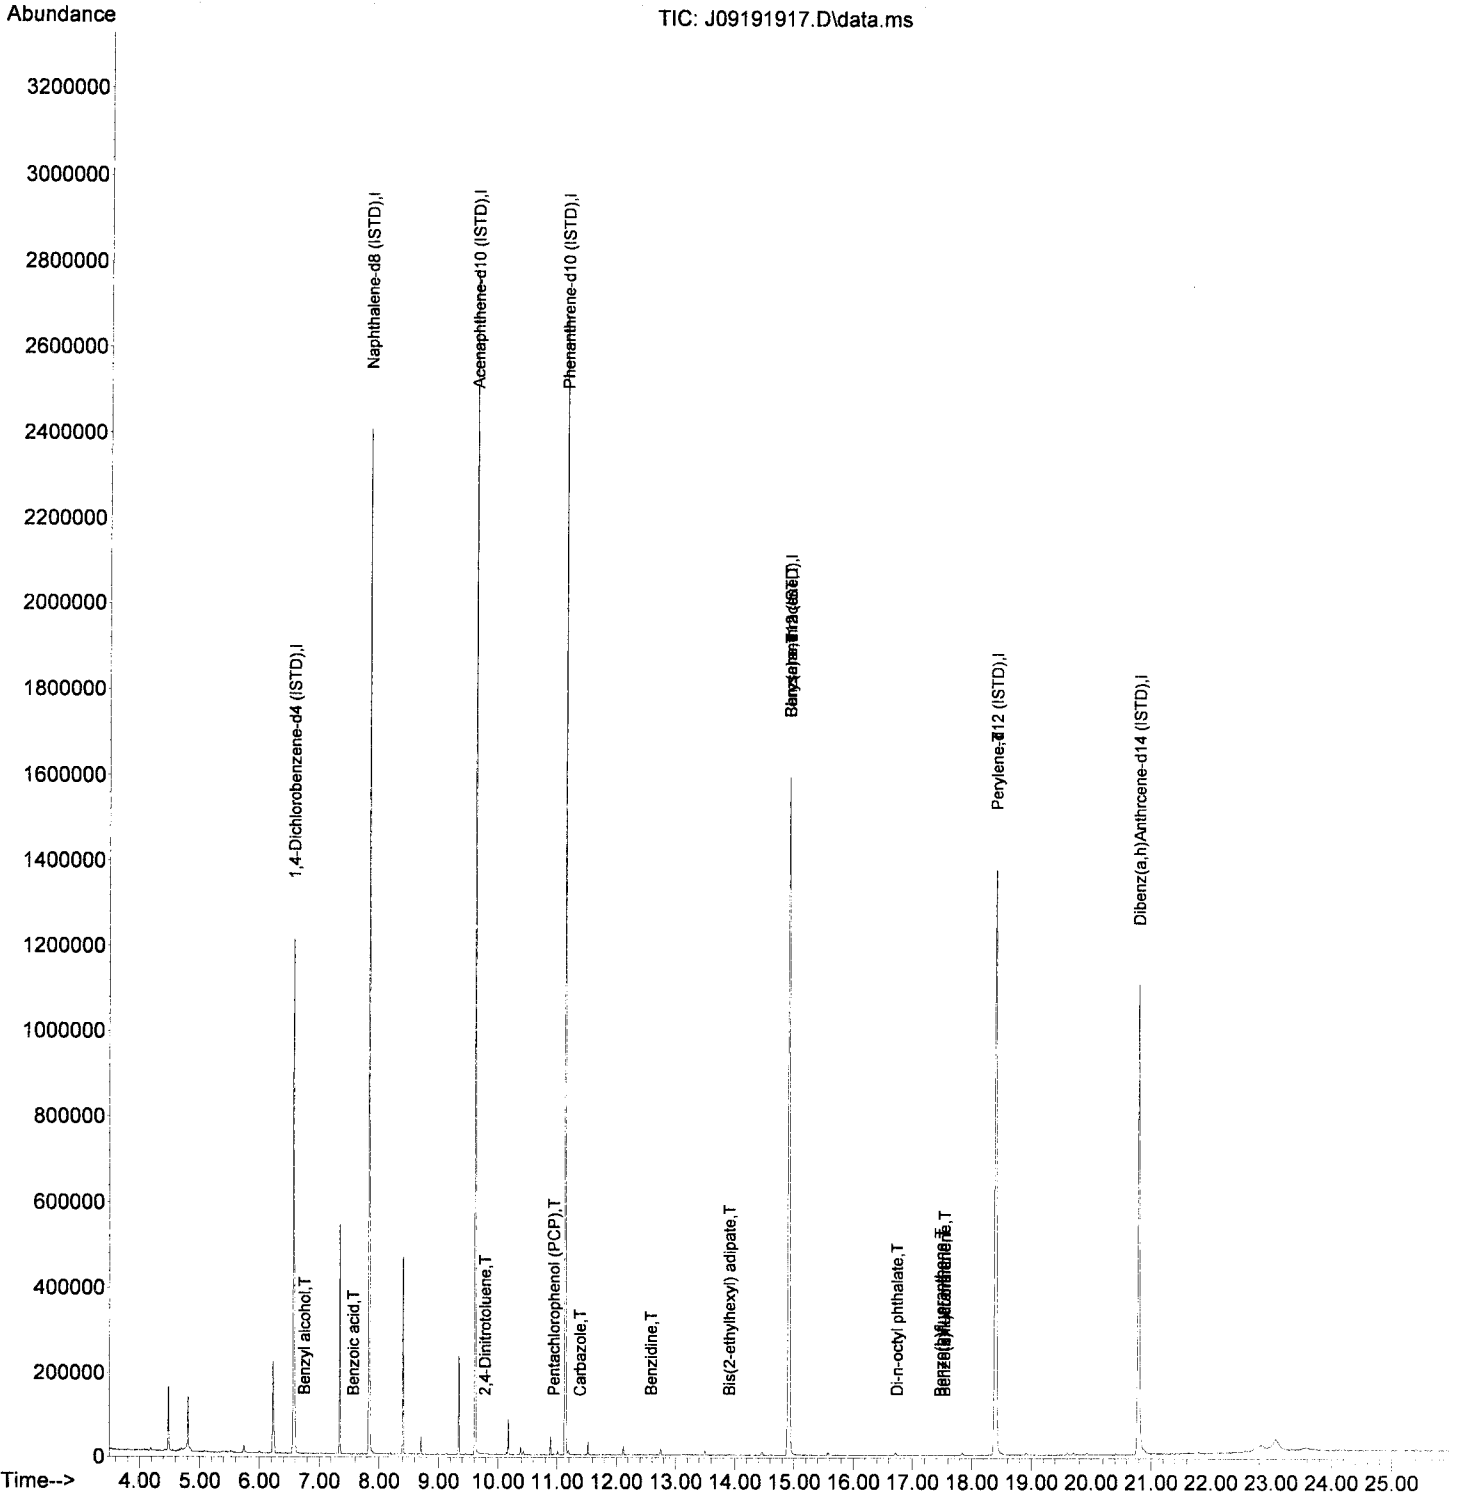 Abundance
TIC: J09191917.D\data.ms
3200000
3000000
2800000
2600000
2400000
2200000
2000000
1800000
1600000
1400000
1200000
1000000
800000
600000
400000
200000
0
1,4-Dichlorobenzene-d4 (ISTD),I
Benzyl alcohol,T
Benzoic acid,T
Naphthalene-d8 (ISTD),I
Acenaphthene-d10 (ISTD),I
2,4-Dinitrotoluene,T
Pentachlorophenol (PCP),T
Phenanthrene-d10 (ISTD),I
Carbazole,T
Benzidine,T
Bis(2-ethylhexyl) adipate,T
Di-n-octyl phthalate,T
Perylene-d12 (ISTD),I
Dibenz(a,h)Anthrcene-d14 (ISTD),I
Time--> 4.00 5.00 6.00 7.00 8.00 9.00 10.00 11.00 12.00 13.00 14.00 15.00 16.00 17.00 18.00 19.00 20.00 21.00 22.00 23.00 24.00 25.00